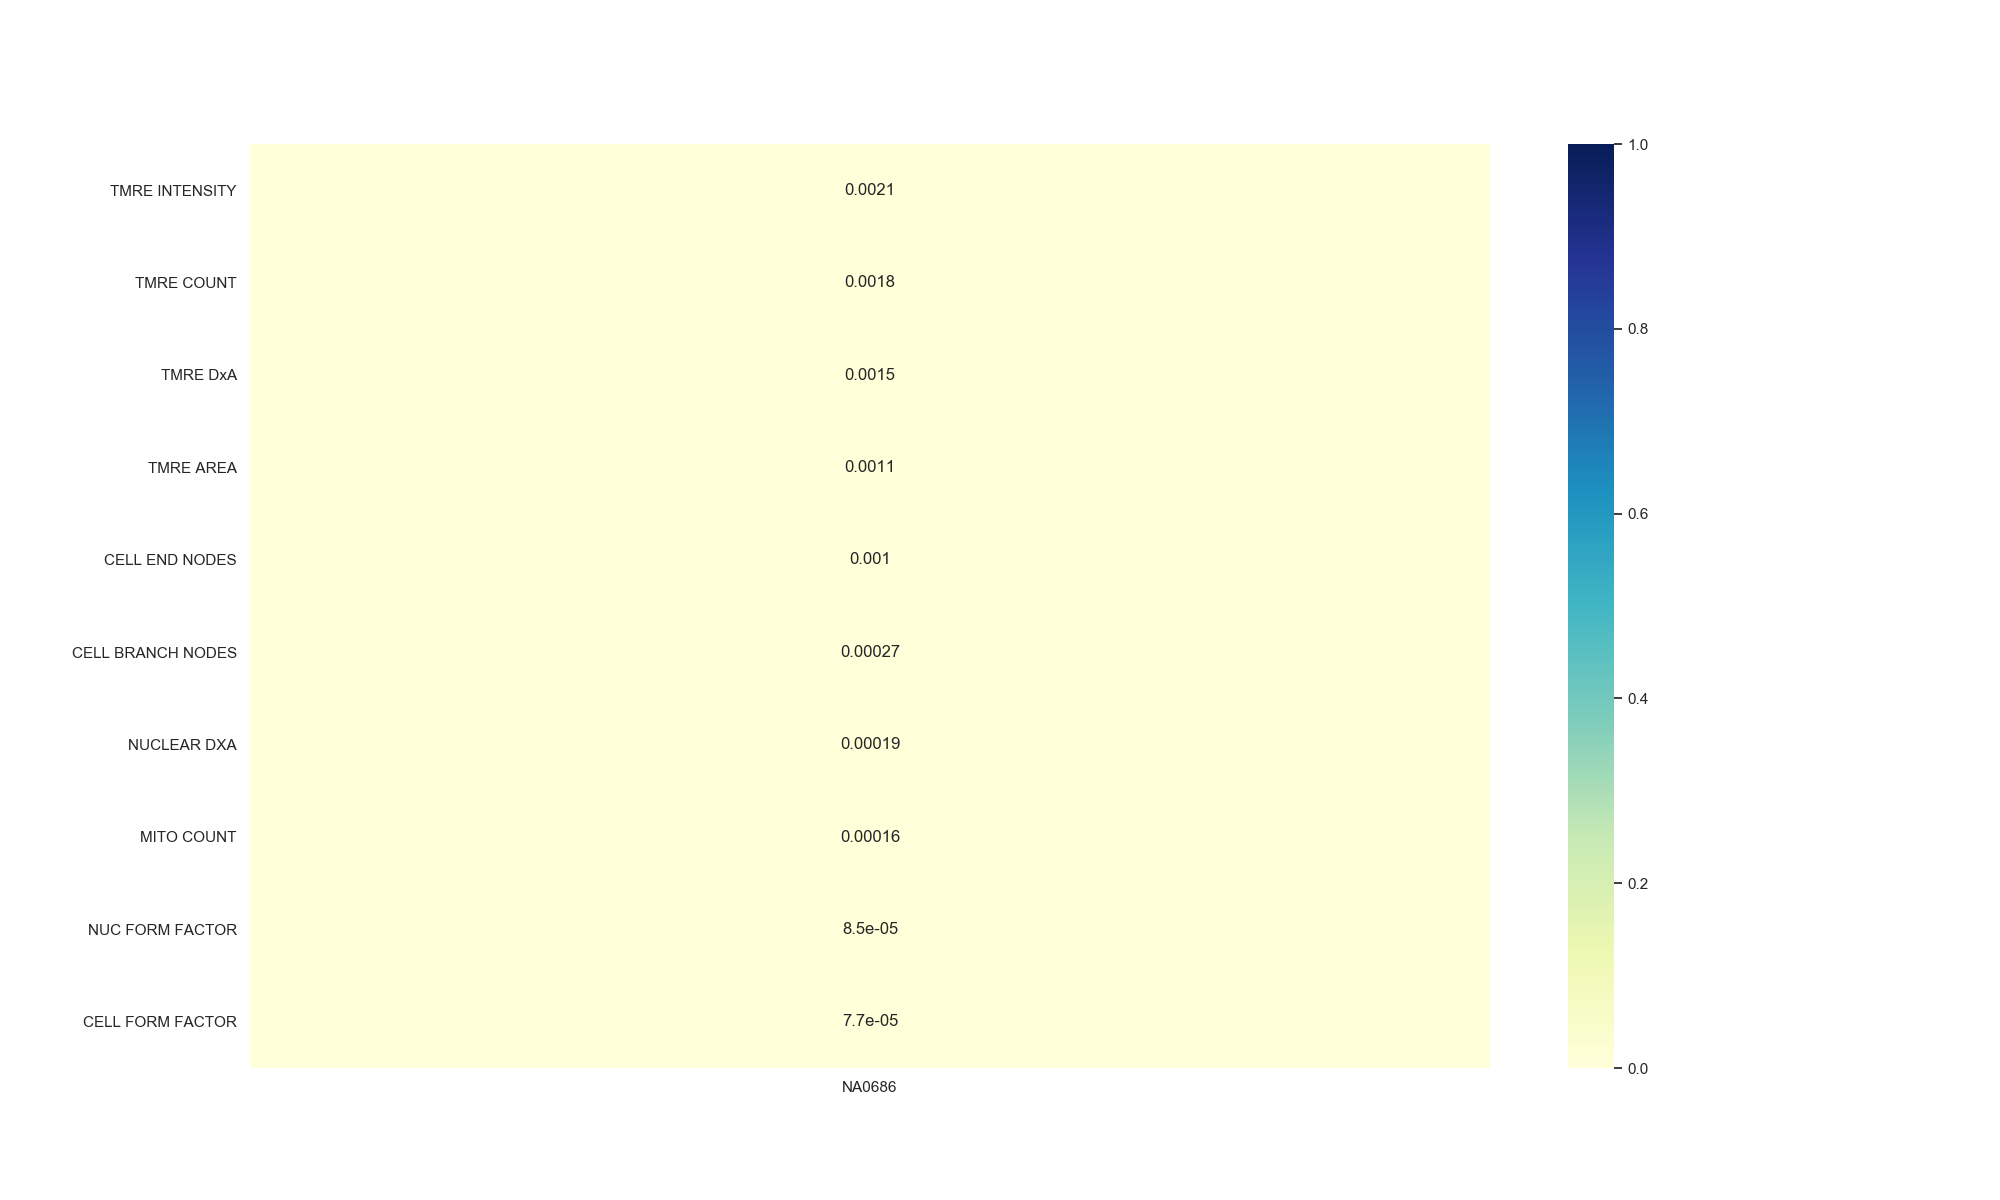 TMRE INTENSITY 0.0021
TMRE COUNT 0.0018
TMRE DxA 0.0015
TMRE AREA 0.0011
CELL END NODES 0.001
CELL BRANCH NODES 0.00027
NUCLEAR DXA 0.00019
MITO COUNT 0.00016
NUC FORM FACTOR 8.5e-05
CELL FORM FACTOR 7.7e-05
NA0686
1.0
0.8
0.6
0.4
0.2
0.0